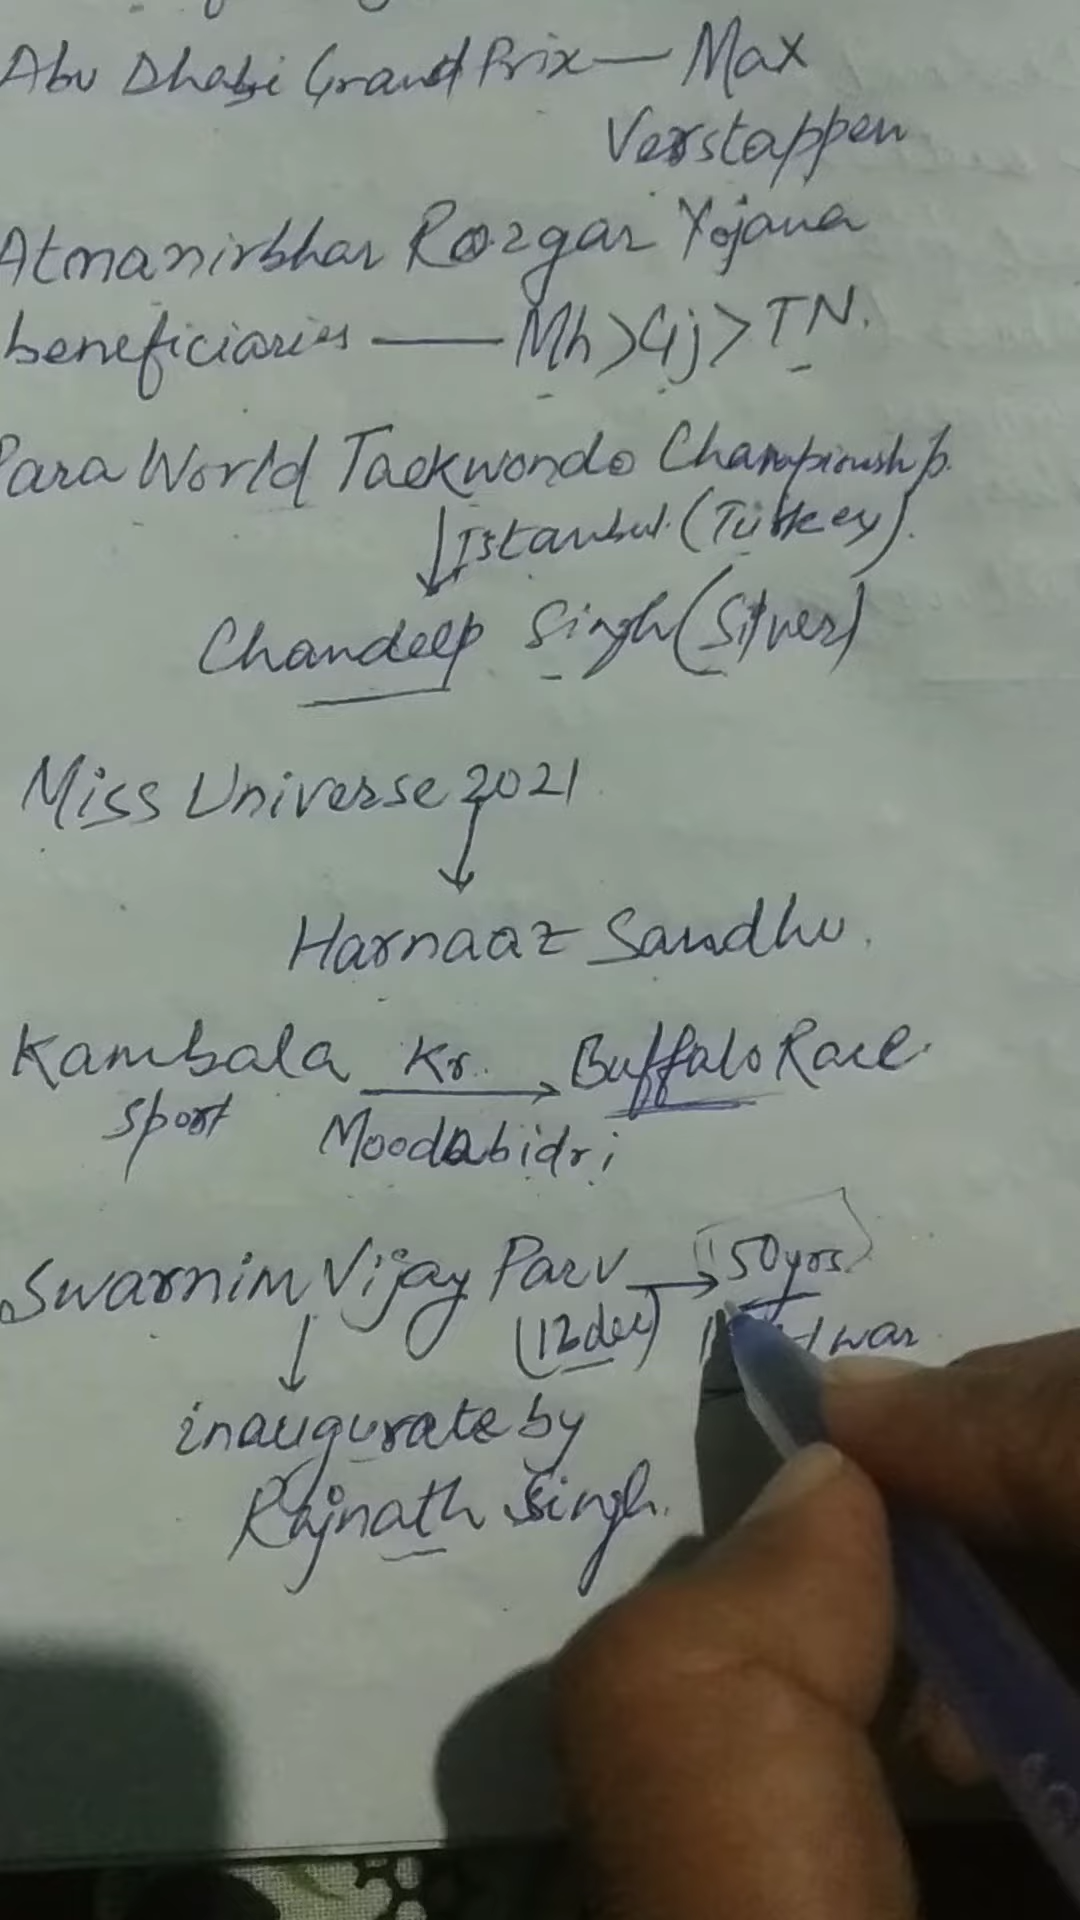 Abu Dhabi Grand Prix — Max
Verstappen
Atmanirbhar Rozgar Yojana
beneficiaries — Mh > Gj > TN.
Para World Taekwondo Championship.
↓ Istanbul. (Turkey).
Chandeep Singh (Silver)
Miss Universe 2021
↓
Harnaaz Sandhu.
Kambala Kr. → Buffalo Race
sport Moodabidri
Swarnim Vijay Parv → 50yrs
↓ (12 dec) war
inaugurate by
Rajnath Singh.